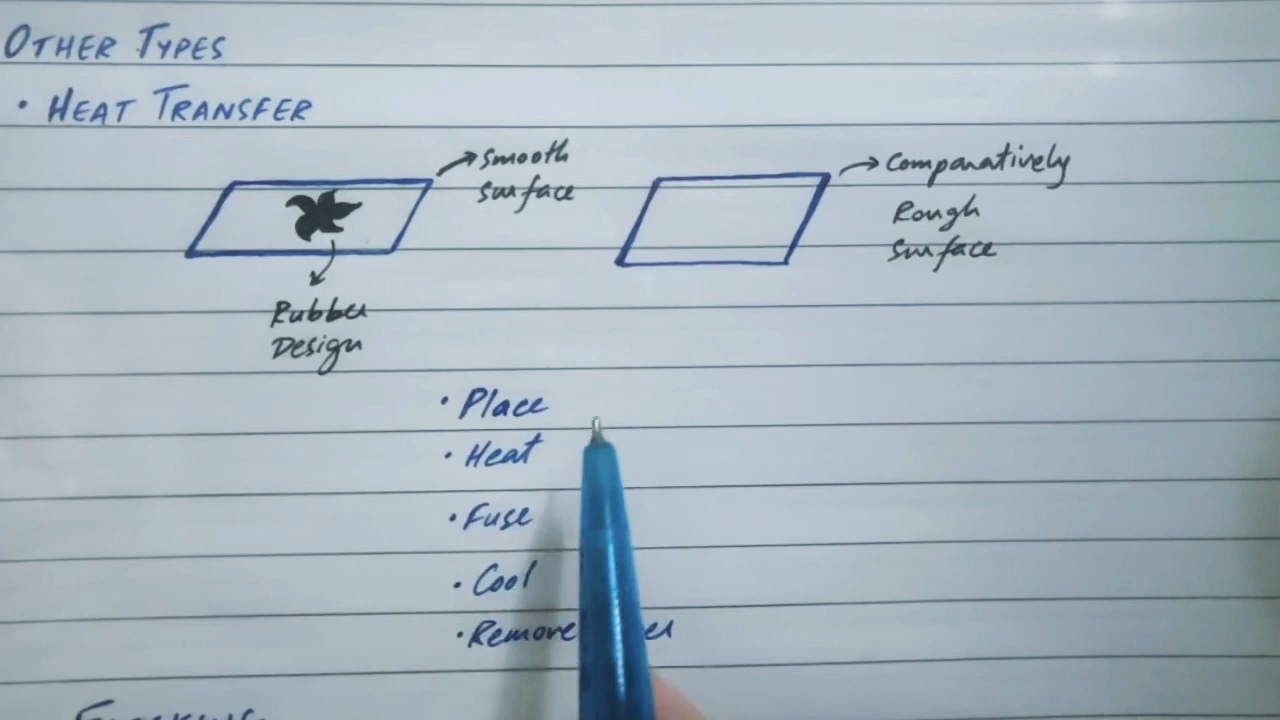 OTHER TYPES
• HEAT TRANSFER
Smooth
surface
Comparatively
Rough
surface
Rubber
Design
• Place
• Heat
• Fuse
• Cool
• Remove